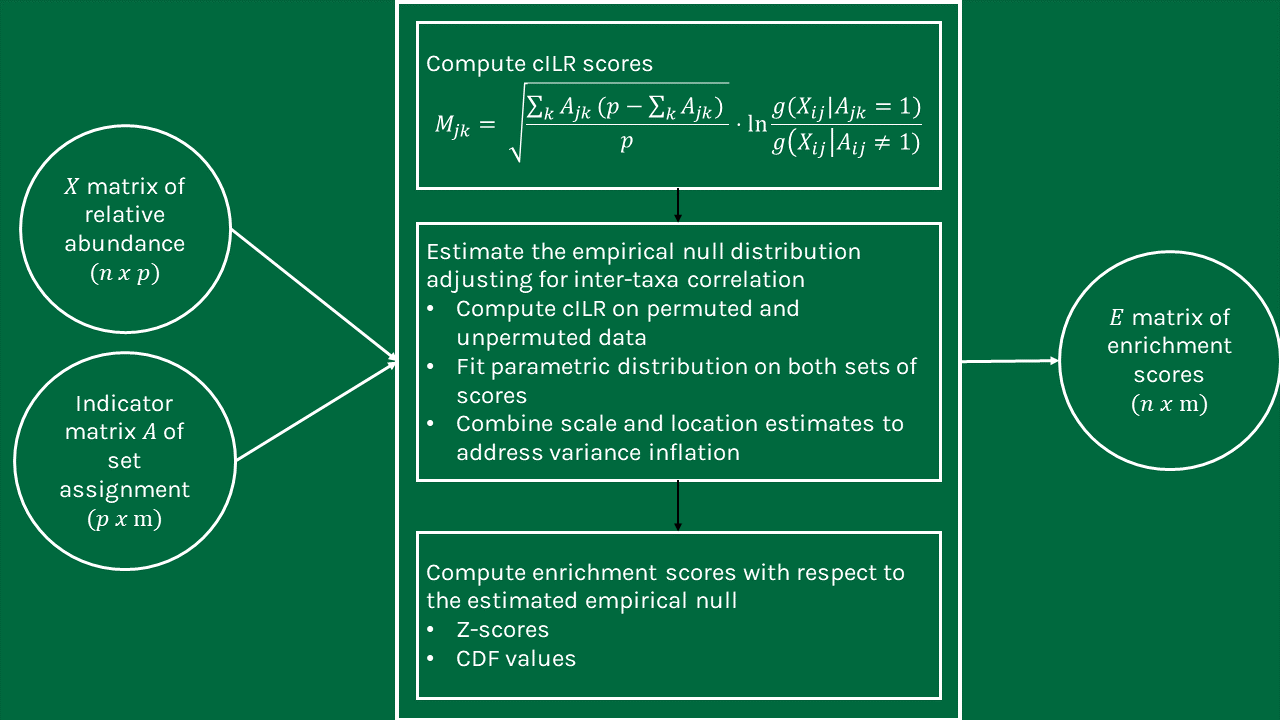 X matrix of
relative
abundance
(n x p)
Indicator
matrix A of
set
assignment
(p x m)
Compute cILR scores
M_{jk} = \sqrt{\frac{\sum_k A_{jk} (p - \sum_k A_{jk})}{p}} \cdot \ln \frac{g(X_{ij}|A_{jk} = 1)}{g(X_{ij}|A_{ij} \neq 1)}
Estimate the empirical null distribution
adjusting for inter-taxa correlation
• Compute cILR on permuted and
unpermuted data
• Fit parametric distribution on both sets of
scores
• Combine scale and location estimates to
address variance inflation
Compute enrichment scores with respect to
the estimated empirical null
• Z-scores
• CDF values
E matrix of
enrichment
scores
(n x m)